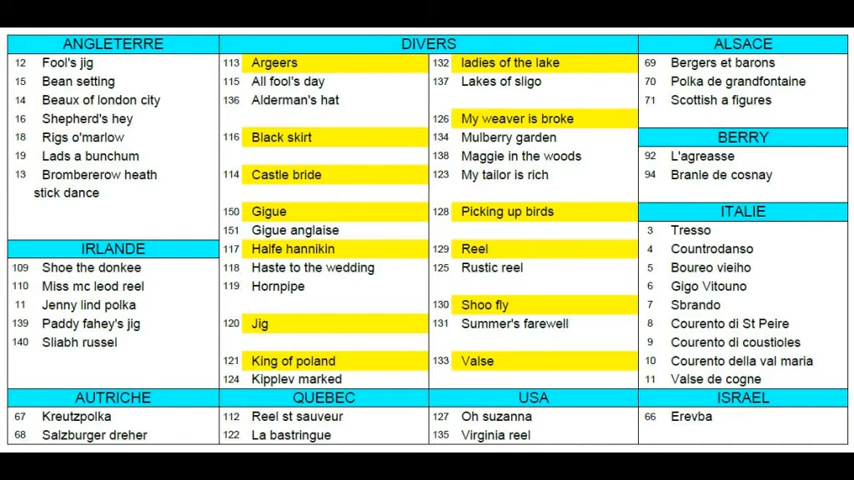 ANGLETERRE
12 Fool's jig
15 Bean setting
14 Beaux of london city
16 Shepherd's hey
18 Rigs o'marlow
19 Lads a bunchum
13 Brombererow heath
stick dance
IRLANDE
109 Shoe the donkee
110 Miss mc leod reel
11 Jenny lind polka
139 Paddy fahey's jig
140 Sliabh russel
AUTRICHE
67 Kreutzpolka
68 Salzburger dreher
DIVERS
113 Argeers
115 All fool's day
136 Alderman's hat
116 Black skirt
114 Castle bride
150 Gigue
151 Gigue anglaise
117 Halfe hannikin
118 Haste to the wedding
119 Hornpipe
120 Jig
121 King of poland
124 Kipplev marked
132 ladies of the lake
137 Lakes of sligo
126 My weaver is broke
134 Mulberry garden
138 Maggie in the woods
123 My tailor is rich
128 Picking up birds
129 Reel
125 Rustic reel
130 Shoo fly
131 Summer's farewell
133 Valse
QUEBEC
112 Reel st sauveur
122 La bastringue
USA
127 Oh suzanna
135 Virginia reel
ALSACE
69 Bergers et barons
70 Polka de grandfontaine
71 Scottish a figures
BERRY
92 L'agreasse
94 Branle de cosnay
ITALIE
3 Tresso
4 Countrodanso
5 Boureo vieiho
6 Gigo Vitouno
7 Sbrando
8 Courento di St Peire
9 Courento di coustioles
10 Courento della val maria
11 Valse de cogne
ISRAEL
66 Erevba